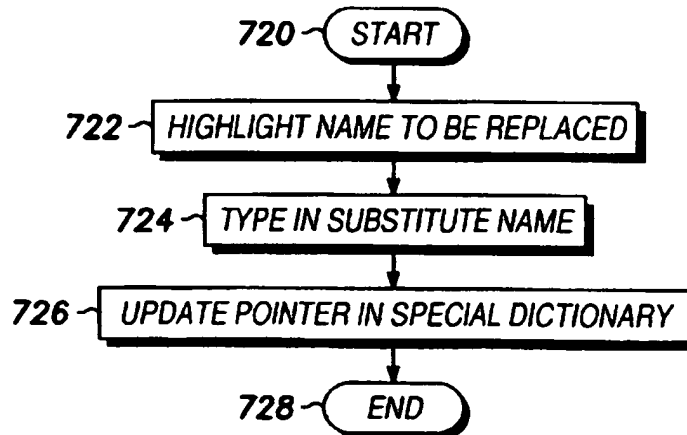 720 START
722 HIGHLIGHT NAME TO BE REPLACED
724 TYPE IN SUBSTITUTE NAME
726 UPDATE POINTER IN SPECIAL DICTIONARY
728 END